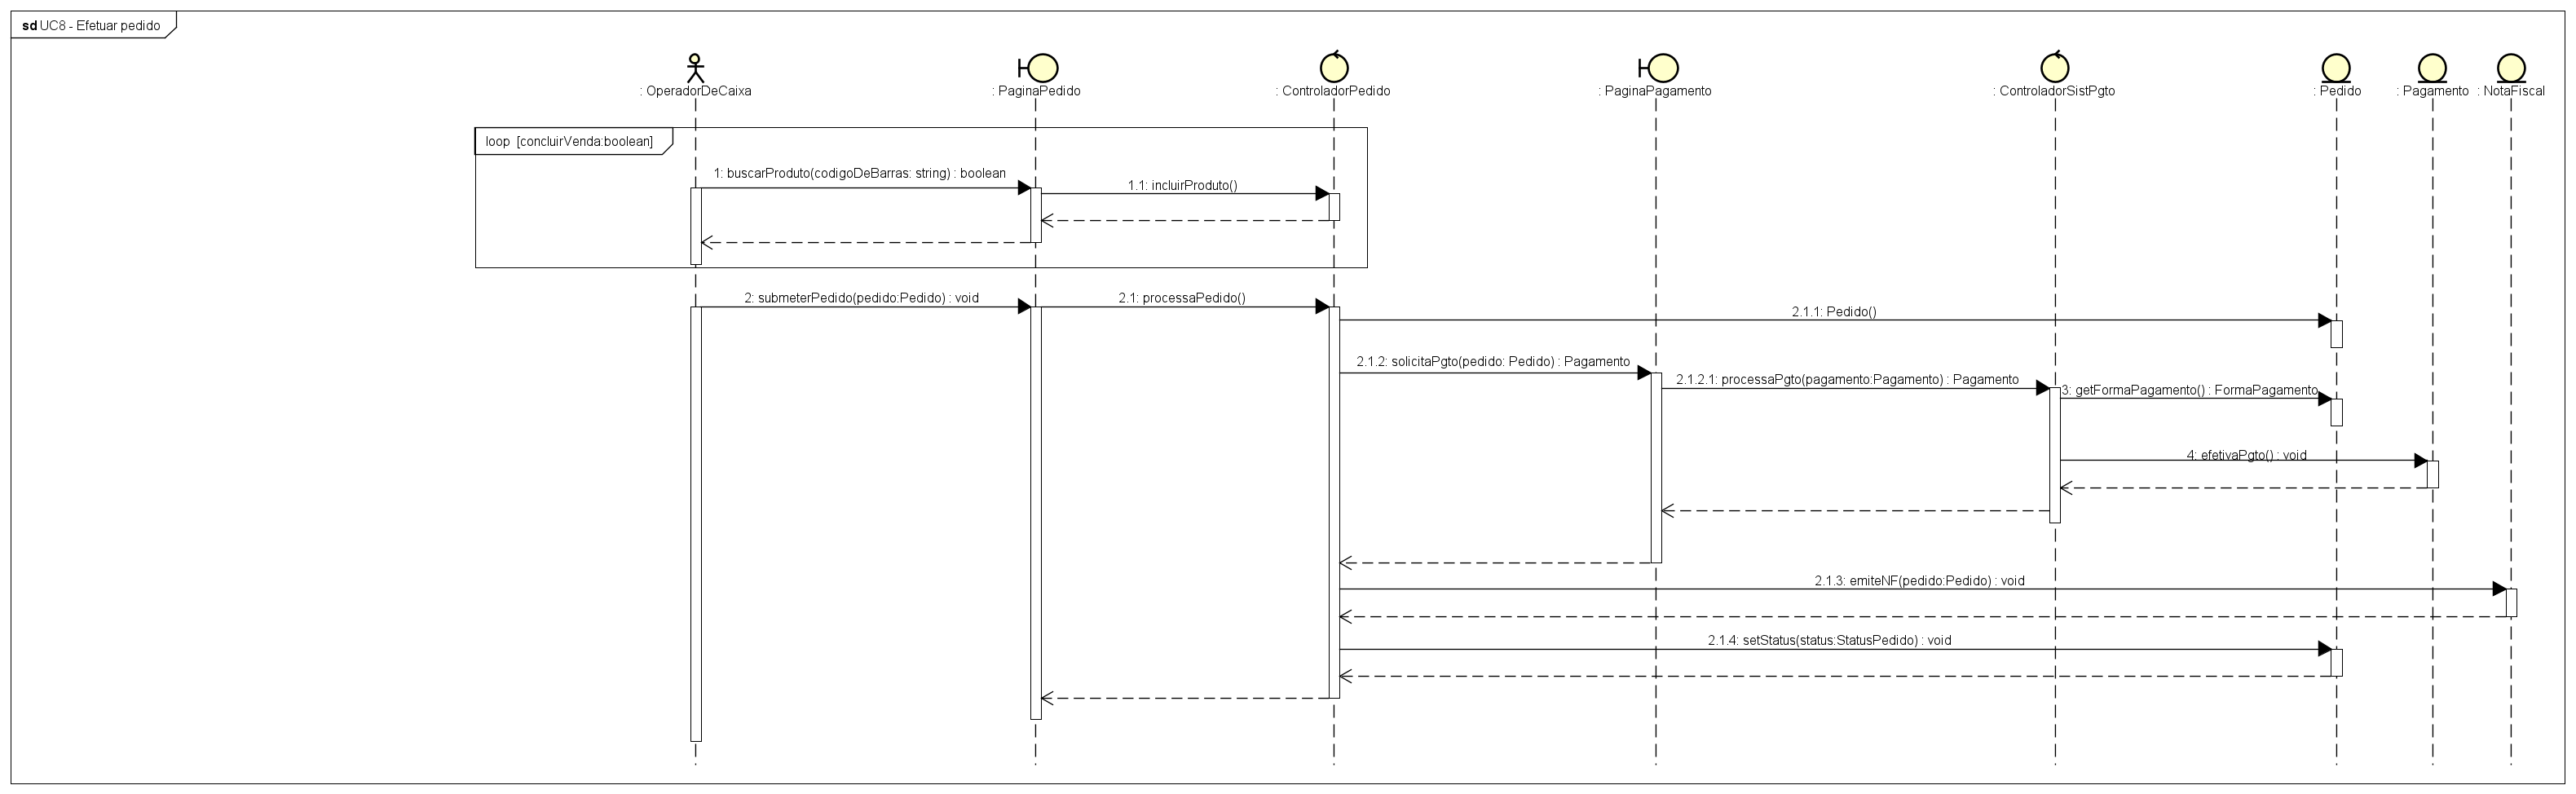 sd UC8 - Efetuar pedido
: OperadorDeCaixa
: PaginaPedido
: ControladorPedido
: PaginaPagamento
: ControladorSistPgto
: Pedido
: Pagamento
: NotaFiscal
loop [concluirVenda:boolean]
1: buscarProduto(codigoDeBarras: string) : boolean
1.1: incluirProduto()
2: submeterPedido(pedido:Pedido) : void
2.1: processaPedido()
2.1.1: Pedido()
2.1.2: solicitaPgto(pedido: Pedido) : Pagamento
2.1.2.1: processaPgto(pagamento:Pagamento) : Pagamento
3: getFormaPagamento() : FormaPagamento
4: efetivaPgto() : void
2.1.3: emiteNF(pedido:Pedido) : void
2.1.4: setStatus(status:StatusPedido) : void